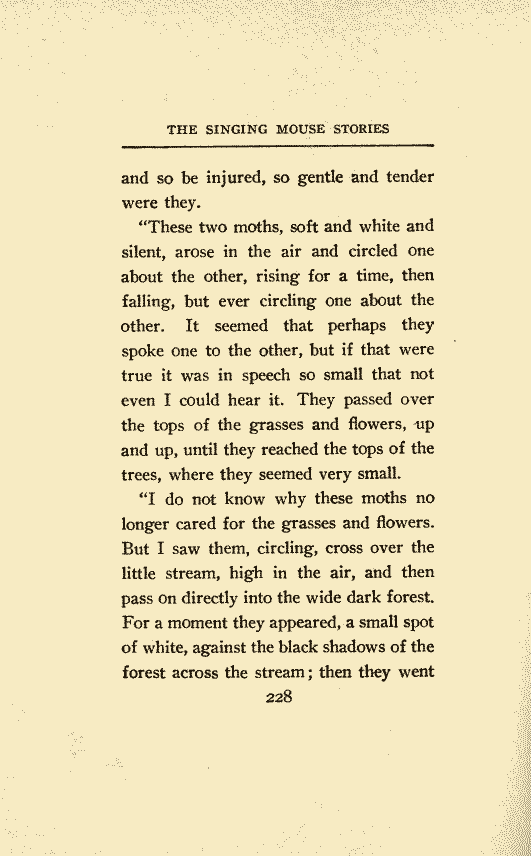 THE SINGING MOUSE STORIES
and so be injured, so gentle and tender
were they.
“These two moths, soft and white and
silent, arose in the air and circled one
about the other, rising for a time, then
falling, but ever circling one about the
other. It seemed that perhaps they
spoke one to the other, but if that were
true it was in speech so small that not
even I could hear it. They passed over
the tops of the grasses and flowers, up
and up, until they reached the tops of the
trees, where they seemed very small.
“I do not know why these moths no
longer cared for the grasses and flowers.
But I saw them, circling, cross over the
little stream, high in the air, and then
pass on directly into the wide dark forest.
For a moment they appeared, a small spot
of white, against the black shadows of the
forest across the stream; then they went
228